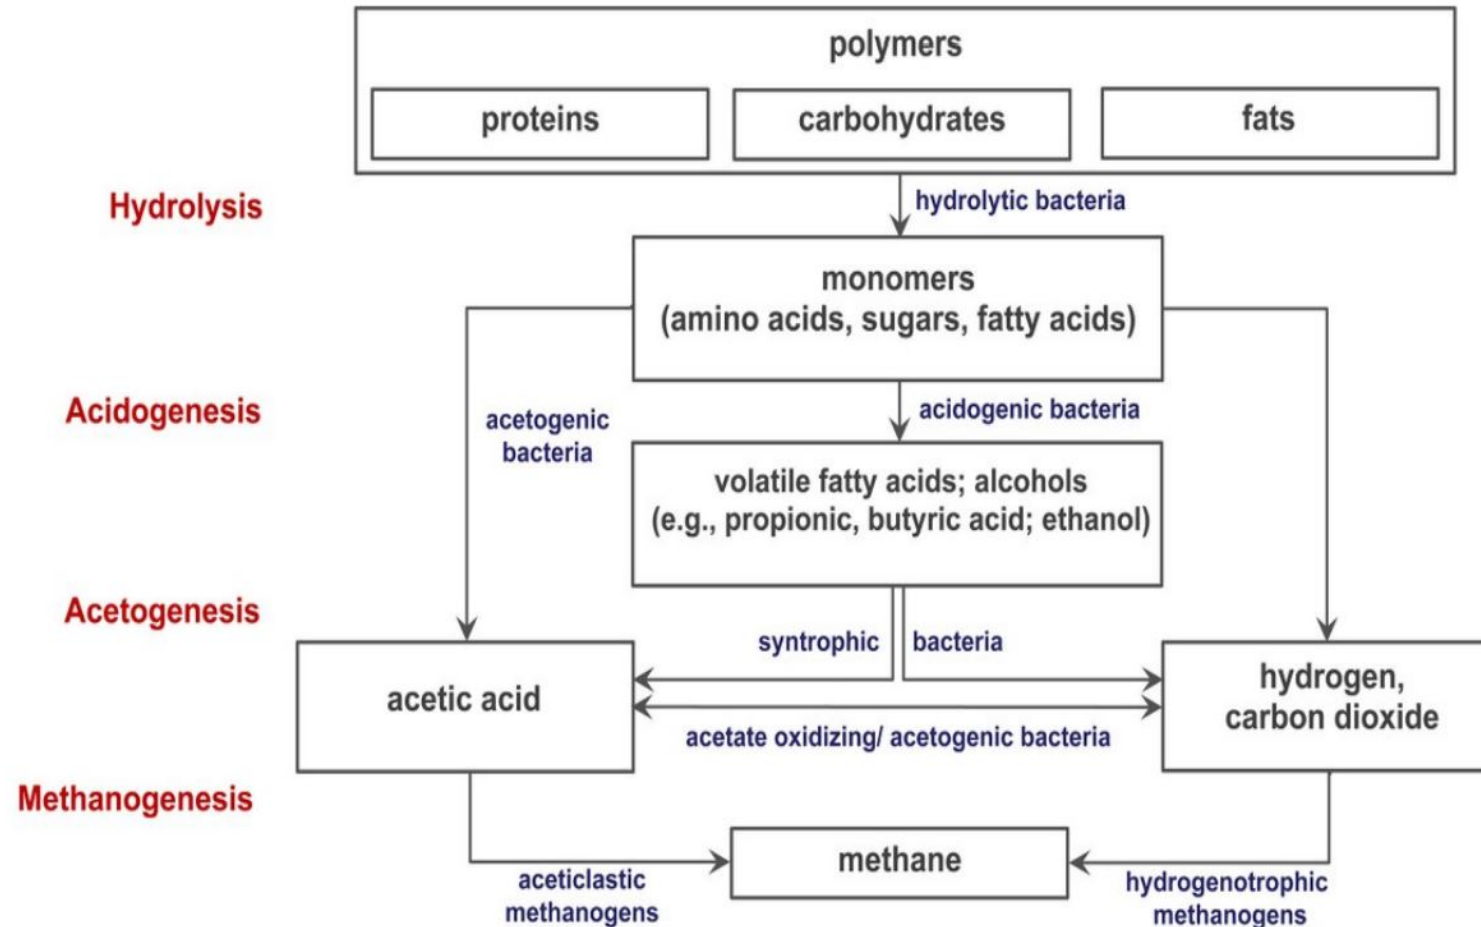 polymers
proteins
carbohydrates
fats
Hydrolysis
hydrolytic bacteria
monomers
(amino acids, sugars, fatty acids)
Acidogenesis
acetogenic
bacteria
acidogenic bacteria
volatile fatty acids; alcohols
(e.g., propionic, butyric acid; ethanol)
Acetogenesis
syntrophic
bacteria
acetic acid
hydrogen,
carbon dioxide
acetate oxidizing/ acetogenic bacteria
Methanogenesis
methane
aceticlastic
methanogens
hydrogenotrophic
methanogens